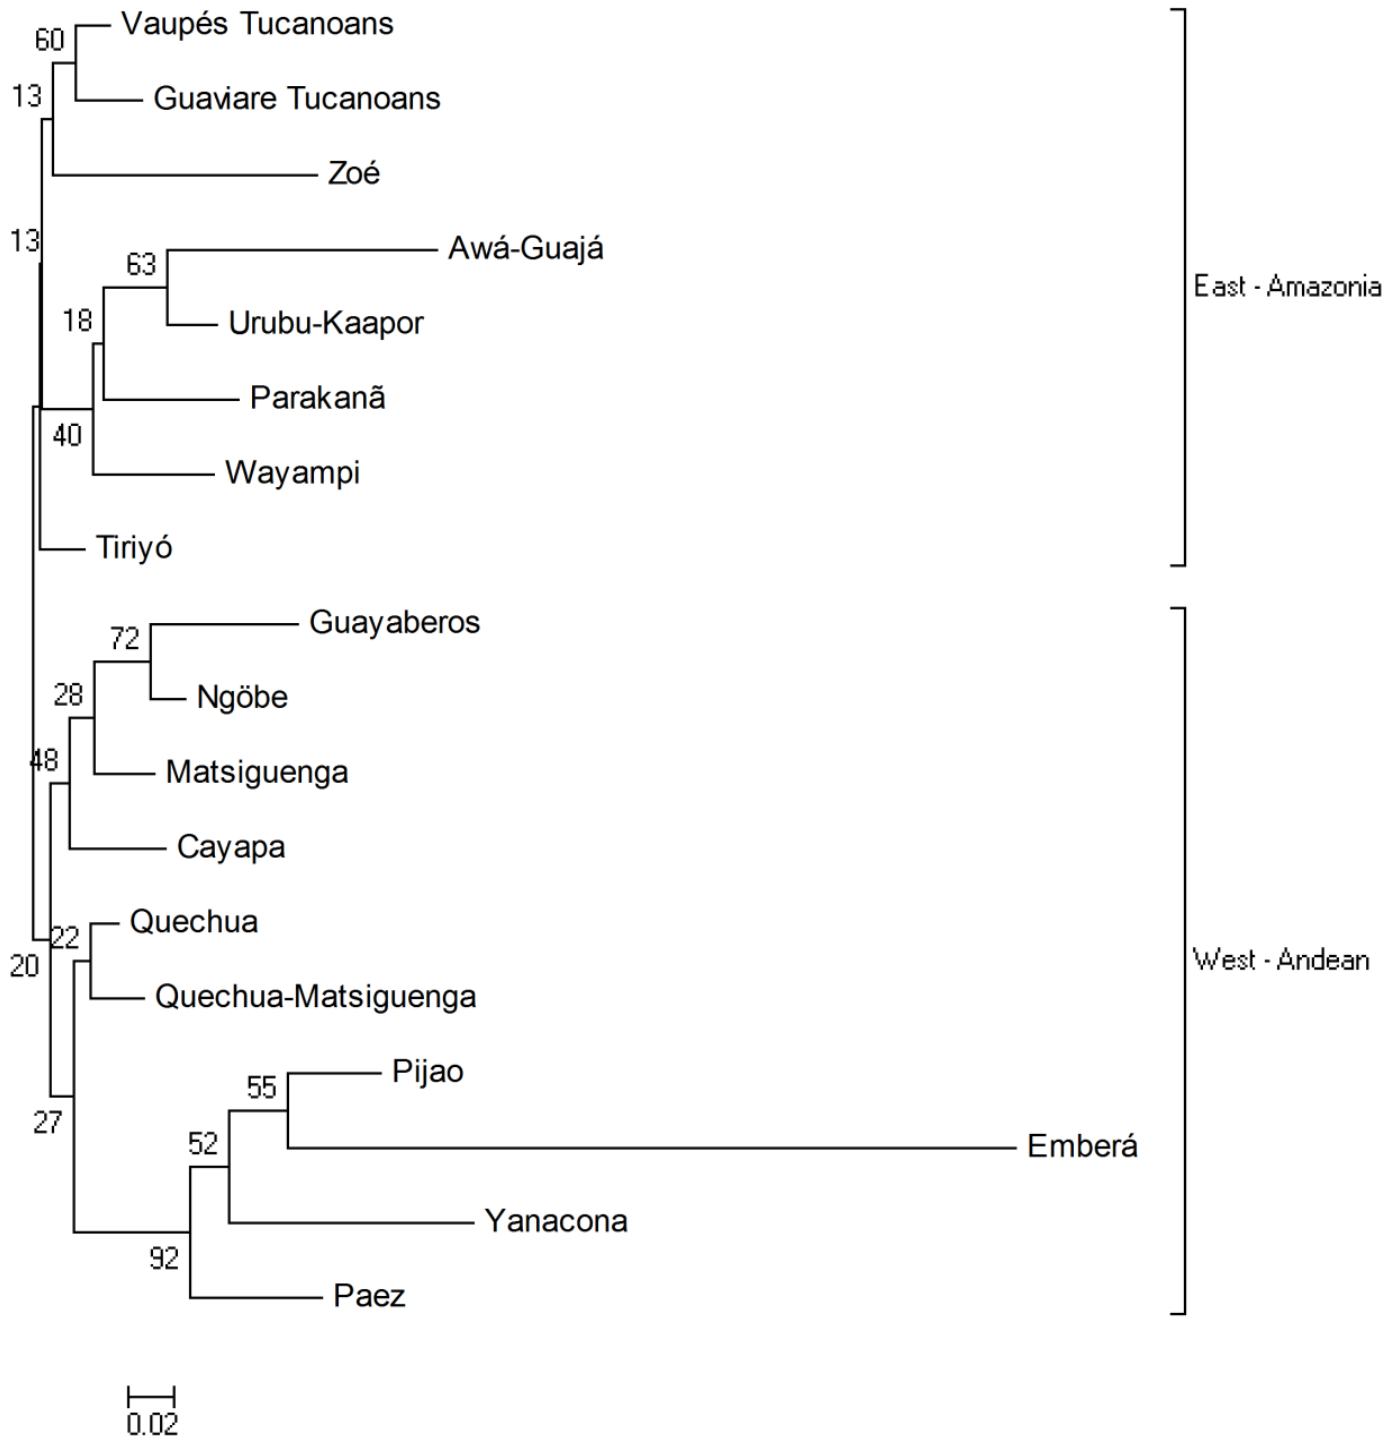 Vaupés Tucanoans
60
13
Guaviare Tucanoans
Zoé
13
Awá-Guajá
63
East - Amazonia
18
Urubu-Kaapor
Parakanã
40
Wayampi
Tiriyó
Guayaberos
72
28
Ngöbe
48
Matsiguenga
Cayapa
Quechua
22
20
West - Andean
Quechua-Matsiguenga
Pijao
55
27
52
Emberá
Yanacona
92
Paez
0.02